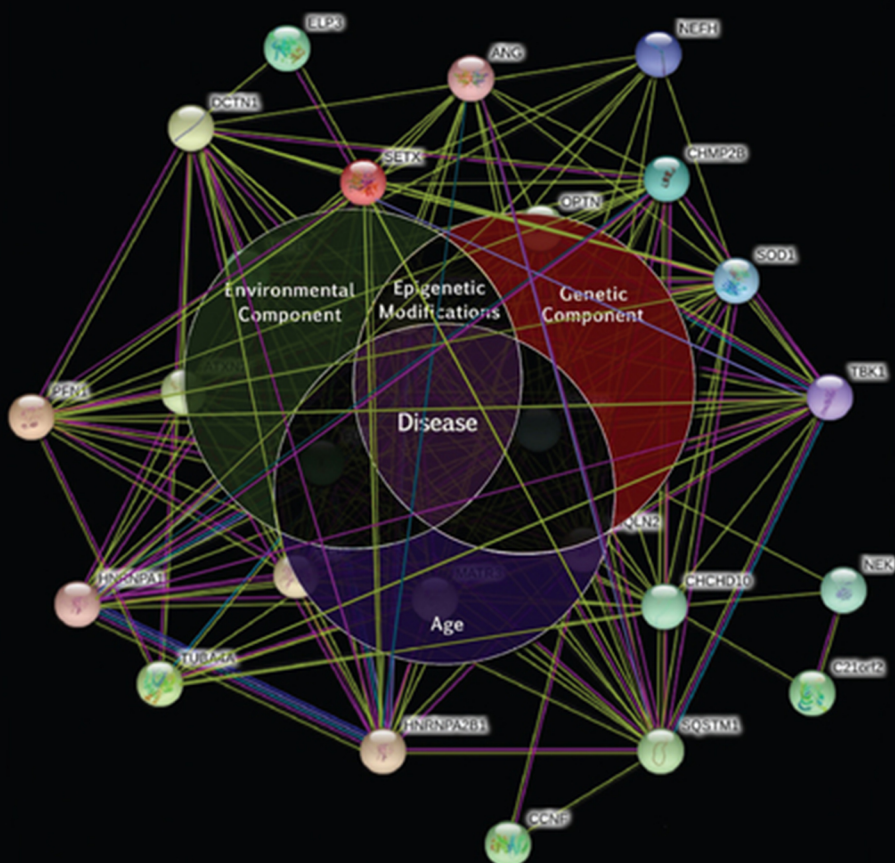 ELP3
NEFH
ANG
DCTN1
CHMP2B
SETX
OPTN
SOD1
Environmental
Component
Epigenetic
Modifications
Genetic
Component
TBK1
PFN1
Disease
QLN2
HNRNPA1
MATR3
CHCHD10
NEK
Age
TUBA4A
C21orf2
HNRNPA2B1
SQSTM1
CCNF